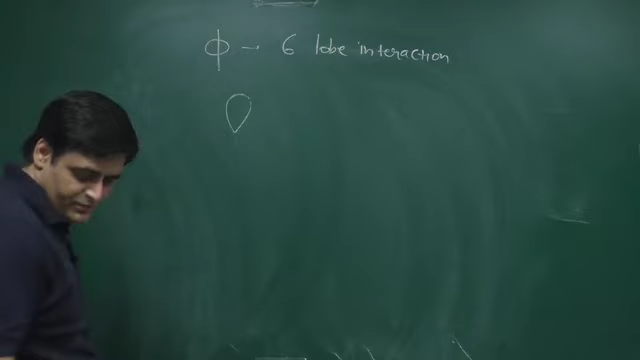 ϕ - 6 lobe interaction